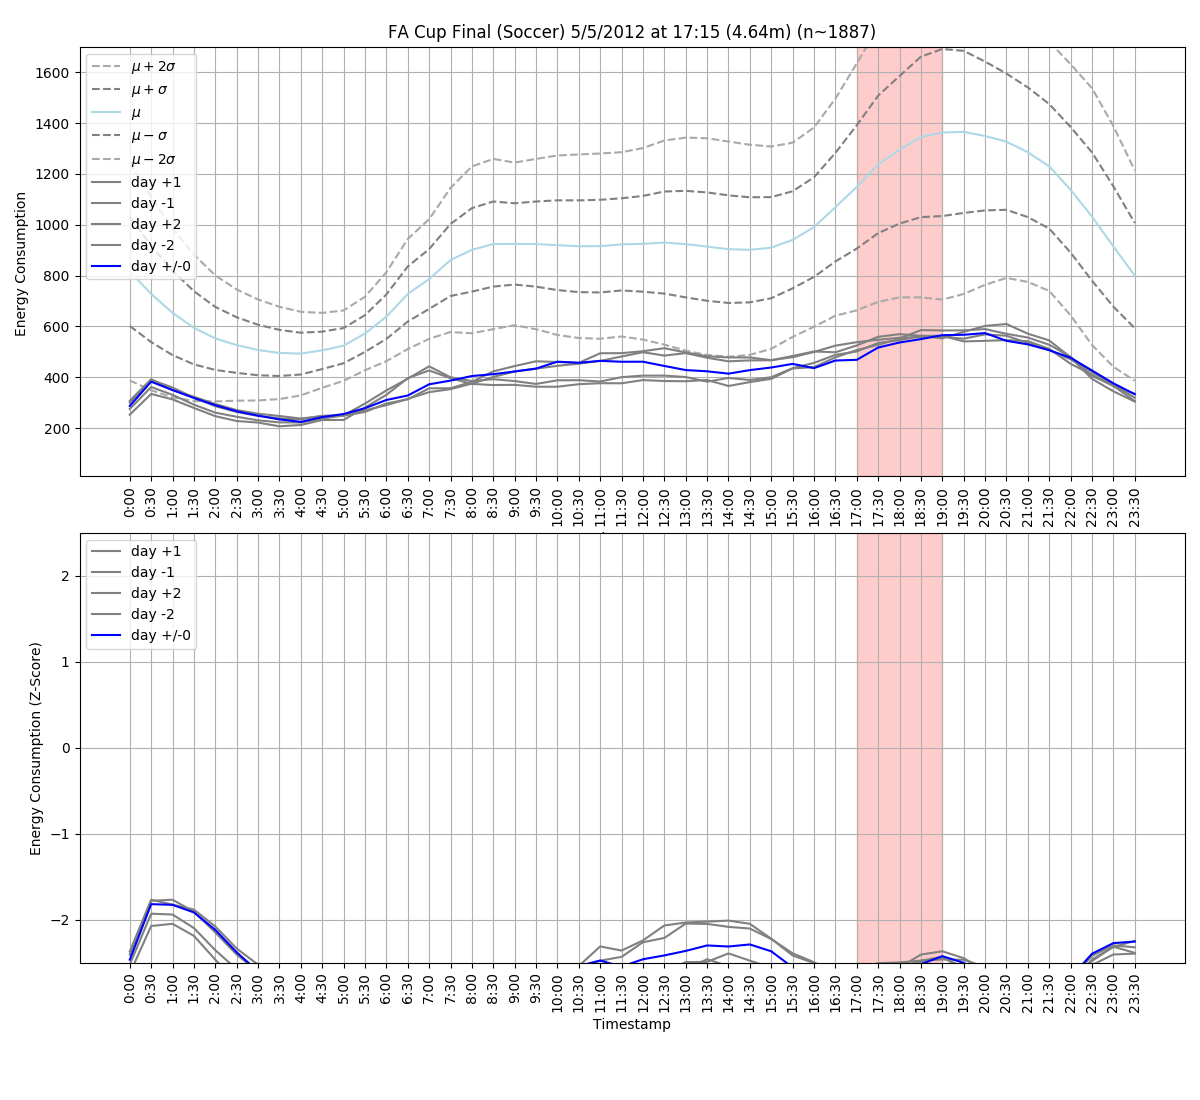 FA Cup Final (Soccer) 5/5/2012 at 17:15 (4.64m) (n~1887)
Energy Consumption
1600
1400
1200
1000
800
600
400
200
μ + 2σ
μ + σ
μ
μ − σ
μ − 2σ
day +1
day -1
day +2
day -2
day +/-0
0:00 0:30 1:00 1:30 2:00 2:30 3:00 3:30 4:00 4:30 5:00 5:30 6:00 6:30 7:00 7:30 8:00 8:30 9:00 9:30 10:00 10:30 11:00 11:30 12:00 12:30 13:00 13:30 14:00 14:30 15:00 15:30 16:00 16:30 17:00 17:30 18:00 18:30 19:00 19:30 20:00 20:30 21:00 21:30 22:00 22:30 23:00 23:30
Energy Consumption (Z-Score)
2
1
0
−1
−2
day +1
day -1
day +2
day -2
day +/-0
0:00 0:30 1:00 1:30 2:00 2:30 3:00 3:30 4:00 4:30 5:00 5:30 6:00 6:30 7:00 7:30 8:00 8:30 9:00 9:30 10:00 10:30 11:00 11:30 12:00 12:30 13:00 13:30 14:00 14:30 15:00 15:30 16:00 16:30 17:00 17:30 18:00 18:30 19:00 19:30 20:00 20:30 21:00 21:30 22:00 22:30 23:00 23:30
Timestamp